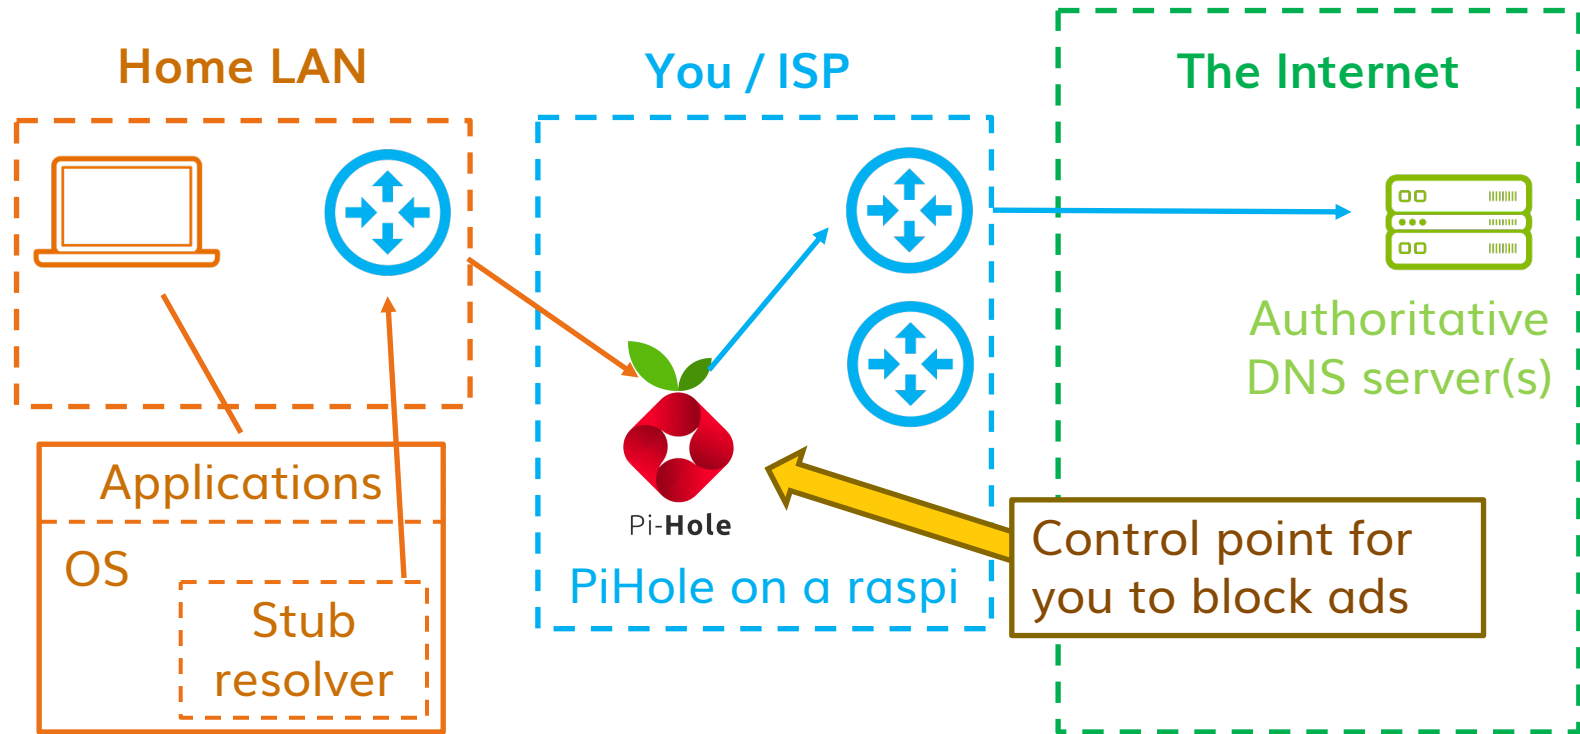 Home LAN
You / ISP
The Internet
Authoritative
DNS server(s)
Applications
OS
Stub
resolver
Pi-Hole
PiHole on a raspi
Control point for
you to block ads